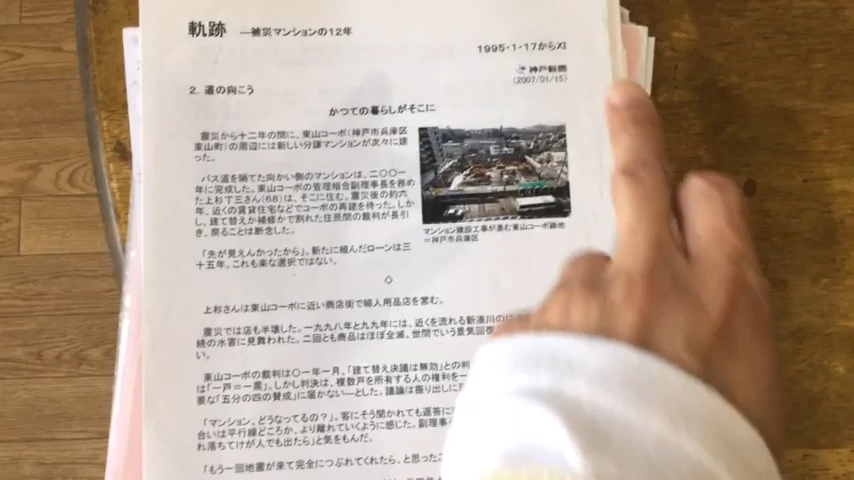 軌跡 ―被災マンションの12年
1995・1・17からⅩⅠ
神戸新聞
(2007/01/15)
2. 道の向こう
かつての暮らしがそこに
震災から十二年の間に、東山コーポ(神戸市兵庫区
東山町)の周辺には新しい分譲マンションが次々に建
った。
バス道を隔てた向かい側のマンションは、二〇〇一
年に完成した。東山コーポの管理組合副理事長を務め
た上杉丁三さん(68)は、そこに住む。震災後の約六
年、近くの賃貸住宅などでコーポの再建を待った。しか
し、建て替えか補修かで割れた住民間の裁判が長引
き、戻ることは断念した。
「先が見えんかったから」。新たに組んだローンは三
十五年。これも楽な選択ではない。
マンション建設工事が進む東山コーポ跡地
＝神戸市兵庫区
◇
上杉さんは東山コーポに近い商店街で婦人用品店を営む。
震災では店も半壊した。一九九八年と九九年には、近くを流れる新湊川の
続の水害に見舞われた。二回とも商品はほぼ全滅。世間でいう景気回復
い。
東山コーポの裁判は〇一年一月、「建て替え決議は無効」との判
は「一戸＝一票」。しかし判決は、複数戸を所有する人の権利を一
要な「五分の四の賛成」に届かない―とした。議論は振り出しに
「マンション、どうなってるの？」。客にそう聞かれても返答に
合いは平行線どころか、より離れていくように感じた。副理事
れ落ちてけが人でも出たら」と気をもんだ。
「もう一回地震が来て完全につぶれてくれたら、と思ったこ